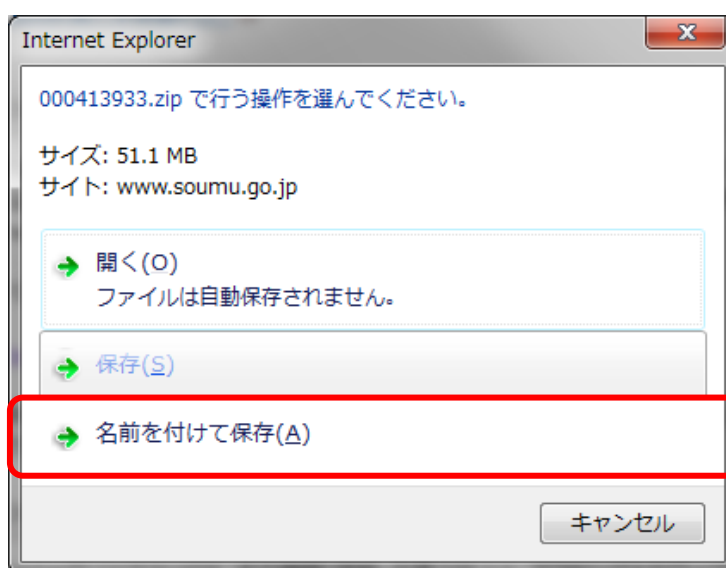 Internet Explorer
000413933.zip で行う操作を選んでください。
サイズ: 51.1 MB
サイト: www.soumu.go.jp
開く(O)
ファイルは自動保存されません。
保存(S)
名前を付けて保存(A)
キャンセル